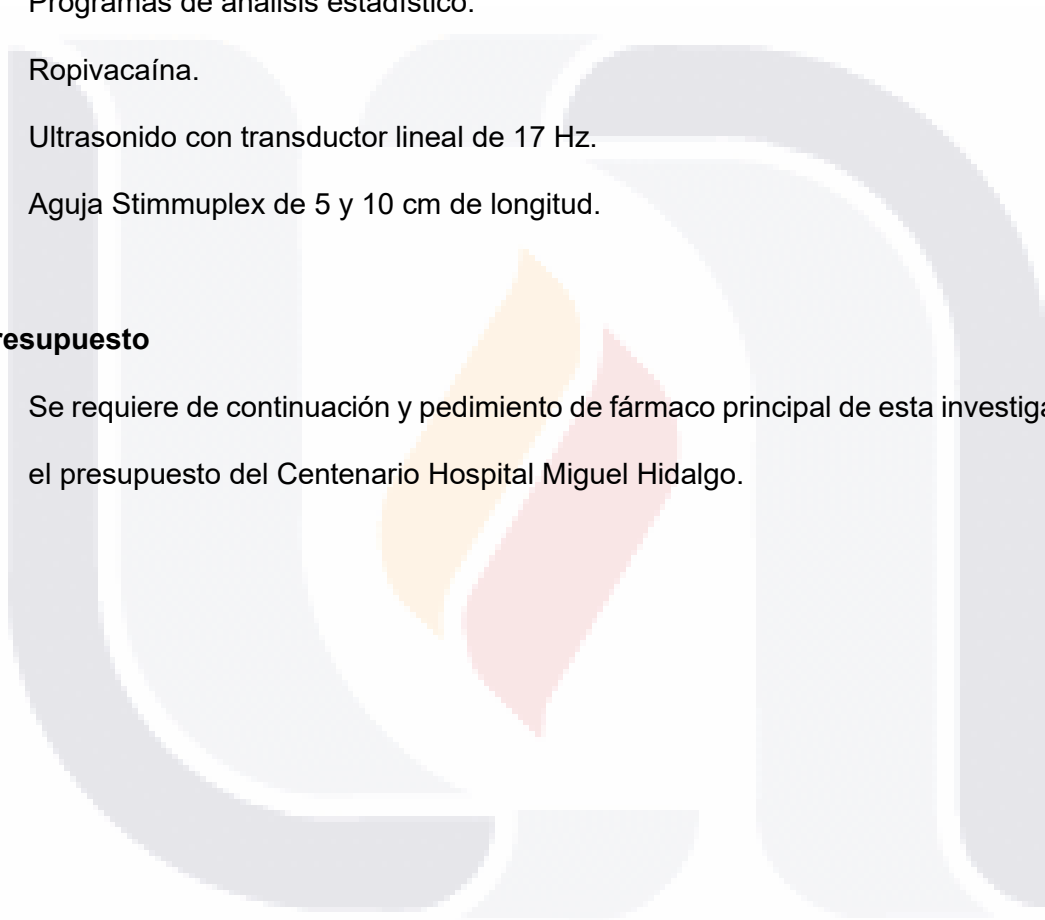 Programas de análisis estadístico.
Ropivacaína.
Ultrasonido con transductor lineal de 17 Hz.
Aguja Stimmuplex de 5 y 10 cm de longitud.
resupuesto
Se requiere de continuación y pedimiento de fármaco principal de esta investiga
el presupuesto del Centenario Hospital Miguel Hidalgo.